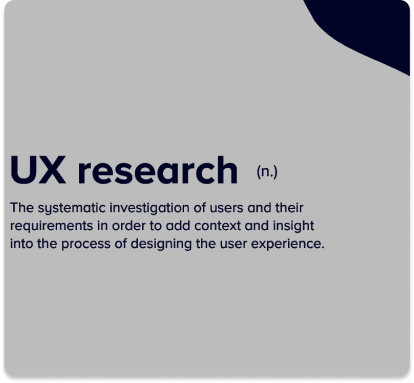 UX research (n.)
The systematic investigation of users and their
requirements in order to add context and insight
into the process of designing the user experience.